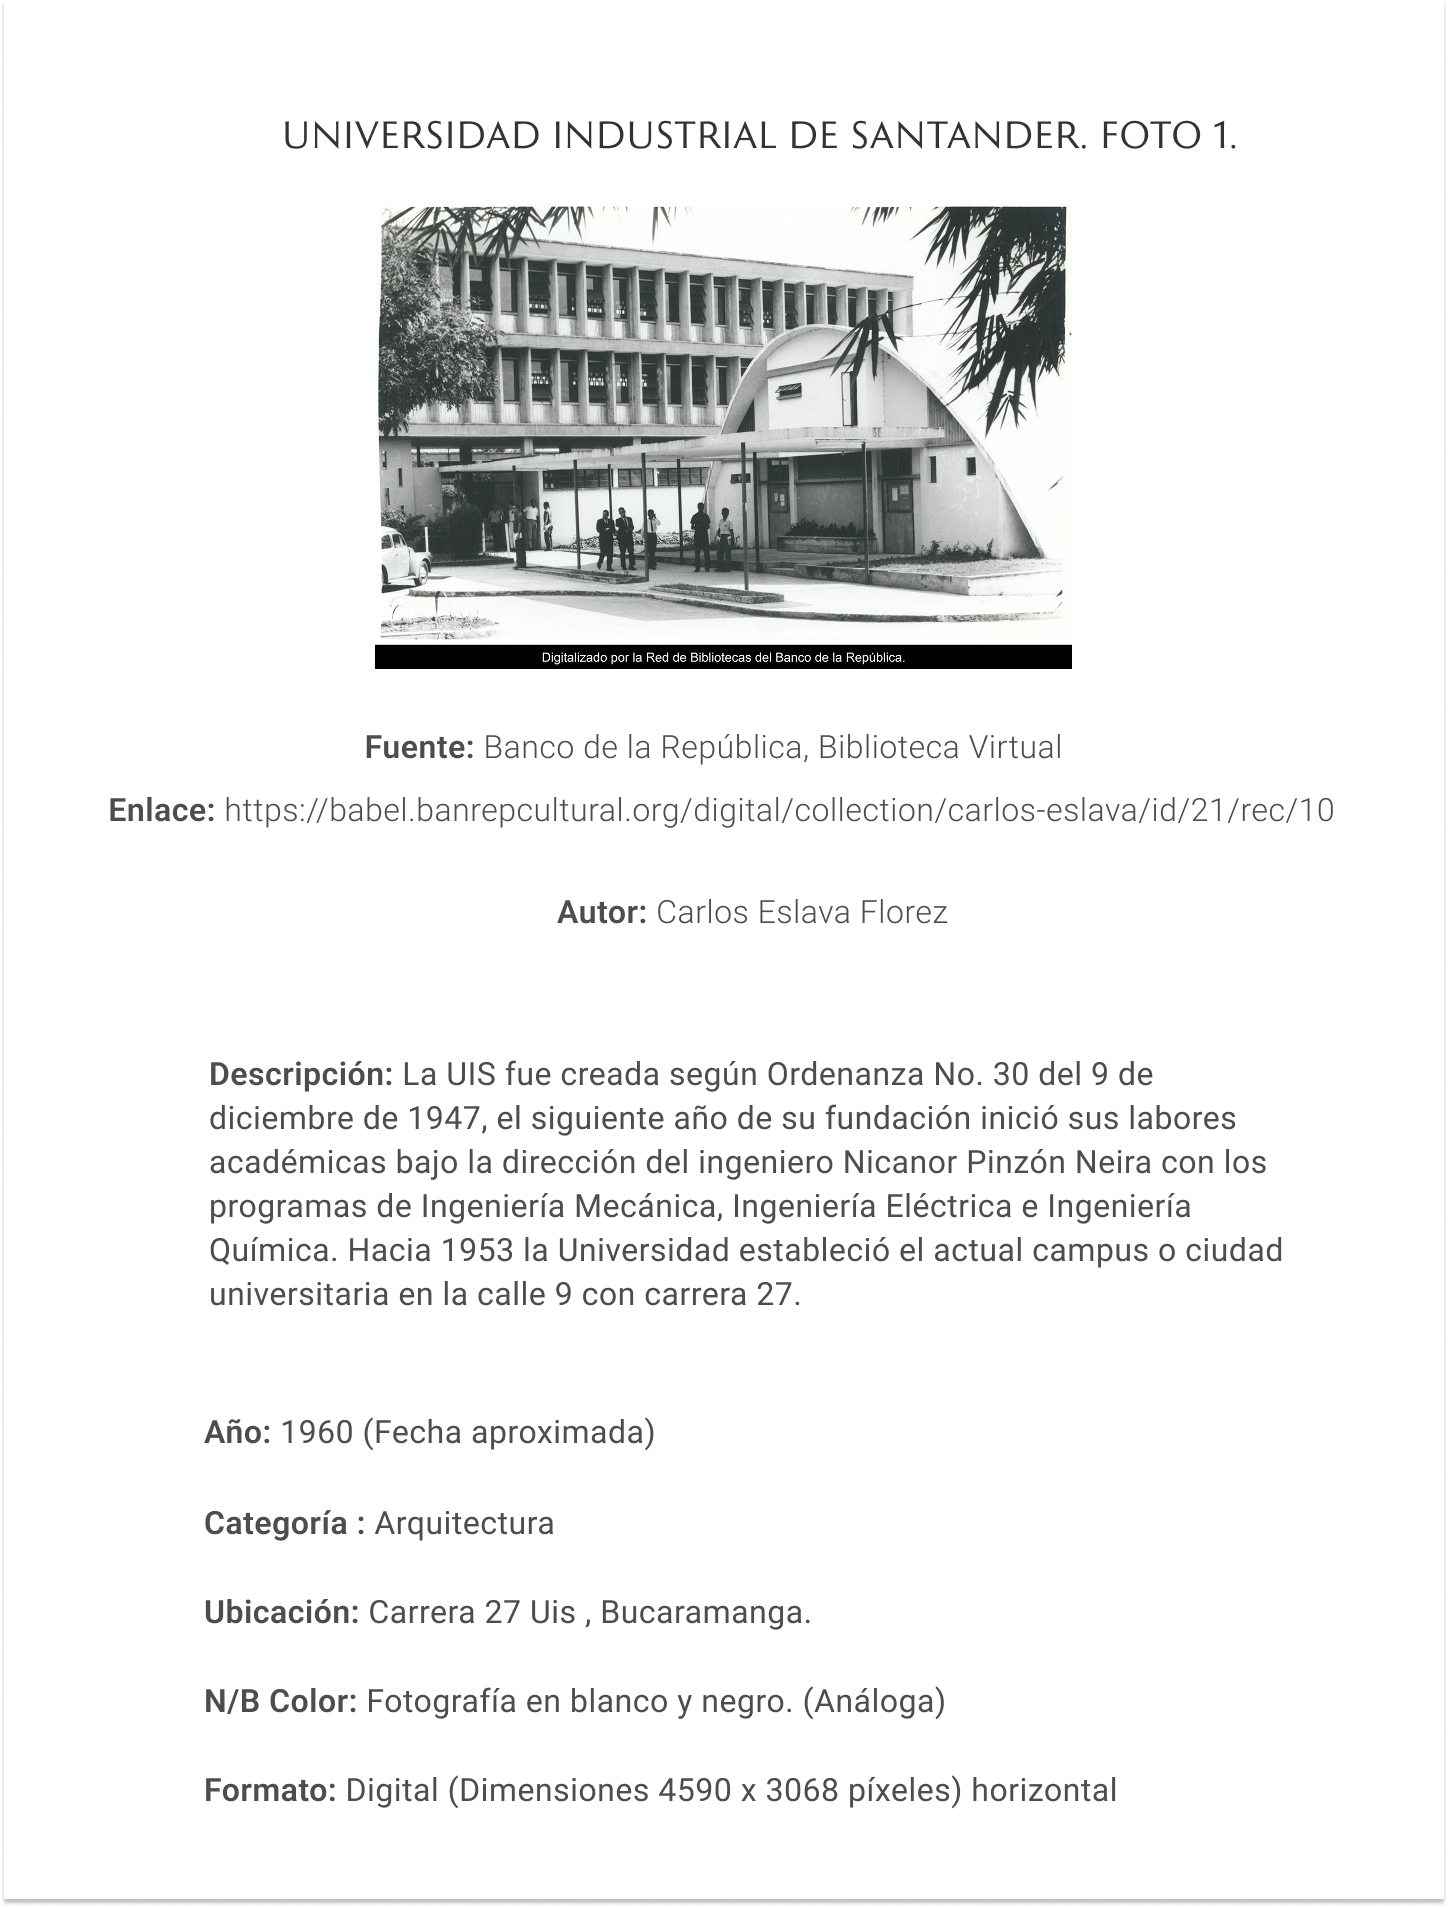 UNIVERSIDAD INDUSTRIAL DE SANTANDER. FOTO 1.
Digitalizado por la Red de Bibliotecas del Banco de la República.
Fuente: Banco de la República, Biblioteca Virtual
Enlace: https://babel.banrepcultural.org/digital/collection/carlos-eslava/id/21/rec/10
Autor: Carlos Eslava Florez
Descripción: La UIS fue creada según Ordenanza No. 30 del 9 de
diciembre de 1947, el siguiente año de su fundación inició sus labores
académicas bajo la dirección del ingeniero Nicanor Pinzón Neira con los
programas de Ingeniería Mecánica, Ingeniería Eléctrica e Ingeniería
Química. Hacia 1953 la Universidad estableció el actual campus o ciudad
universitaria en la calle 9 con carrera 27.
Año: 1960 (Fecha aproximada)
Categoría : Arquitectura
Ubicación: Carrera 27 Uis , Bucaramanga.
N/B Color: Fotografía en blanco y negro. (Análoga)
Formato: Digital (Dimensiones 4590 x 3068 píxeles) horizontal